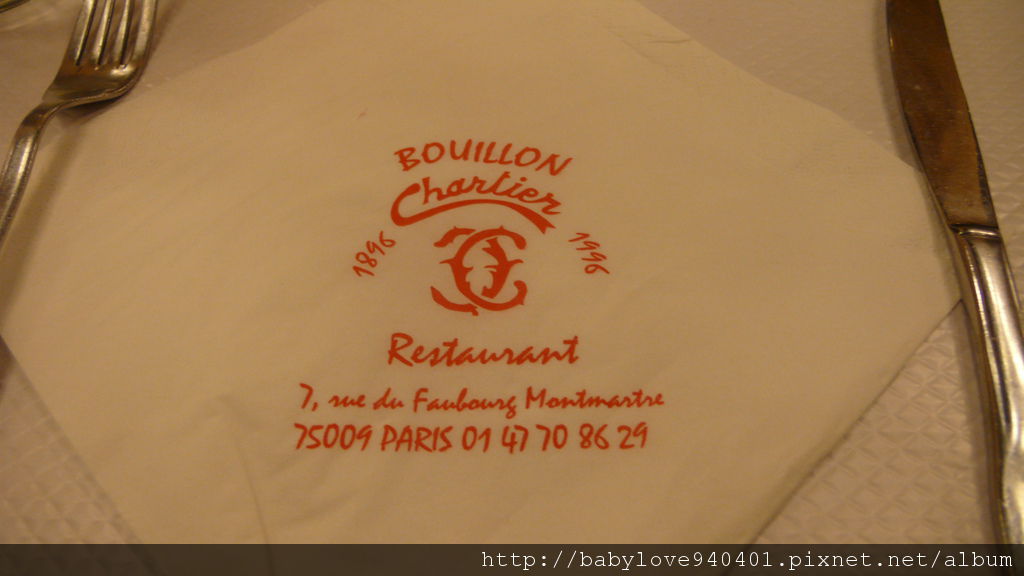 BOUILLON
Chartier
1896 1996
Restaurant
7, rue du Faubourg Montmartre
75009 PARIS 01 47 70 86 29
http://babylove940401.pixnet.net/album